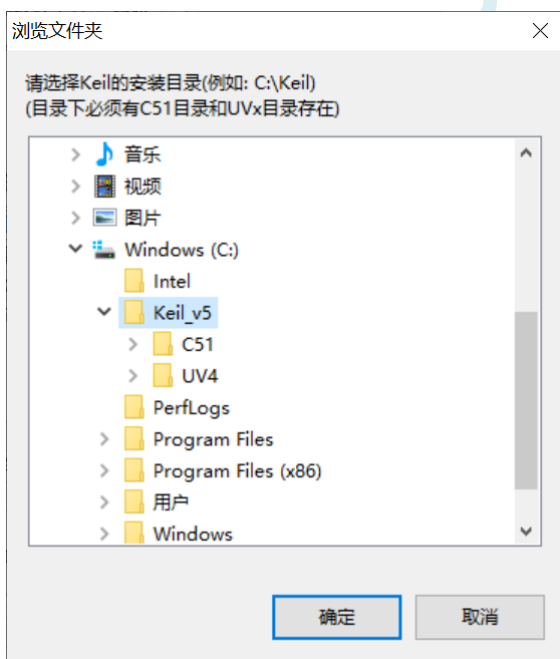 浏览文件夹
请选择Keil的安装目录(例如: C:\Keil)
(目录下必须有C51目录和UVx目录存在)
音乐
视频
图片
Windows (C:)
Intel
Keil_v5
C51
UV4
PerfLogs
Program Files
Program Files (x86)
用户
Windows
确定
取消